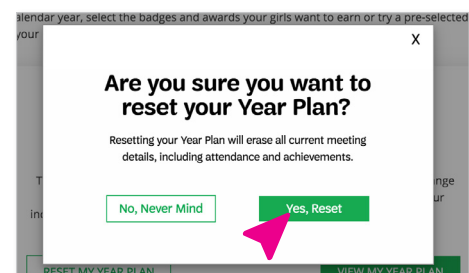 alendar year, select the badges and awards your girls want to earn or try a pre-selected
your
X
Are you sure you want to
reset your Year Plan?
Resetting your Year Plan will erase all current meeting
details, including attendance and achievements.
No, Never Mind
Yes, Reset
RESET MY YEAR PLAN
VIEW MY YEAR PLAN